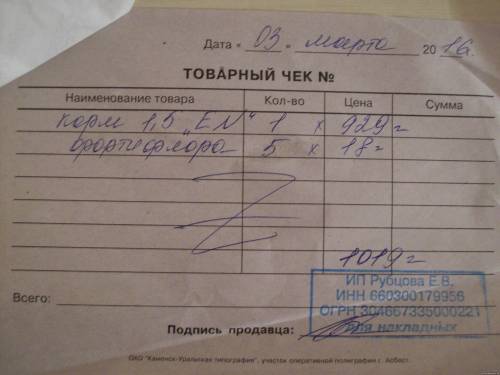 Дата « 03 » марта 2016.
ТОВАРНЫЙ ЧЕК №
Наименование товара Кол-во Цена Сумма
корм 1,5 "EN" 1 x 929=
фортифлора 5 x 18=
1019=
Всего:
ИП Рубцова Е.В.
ИНН 660300179956
ОГРН 304667335000221
для накладных
Подпись продавца:
ОАО "Каменск-Уральская типография", участок оперативной полиграфии г. Асбест.